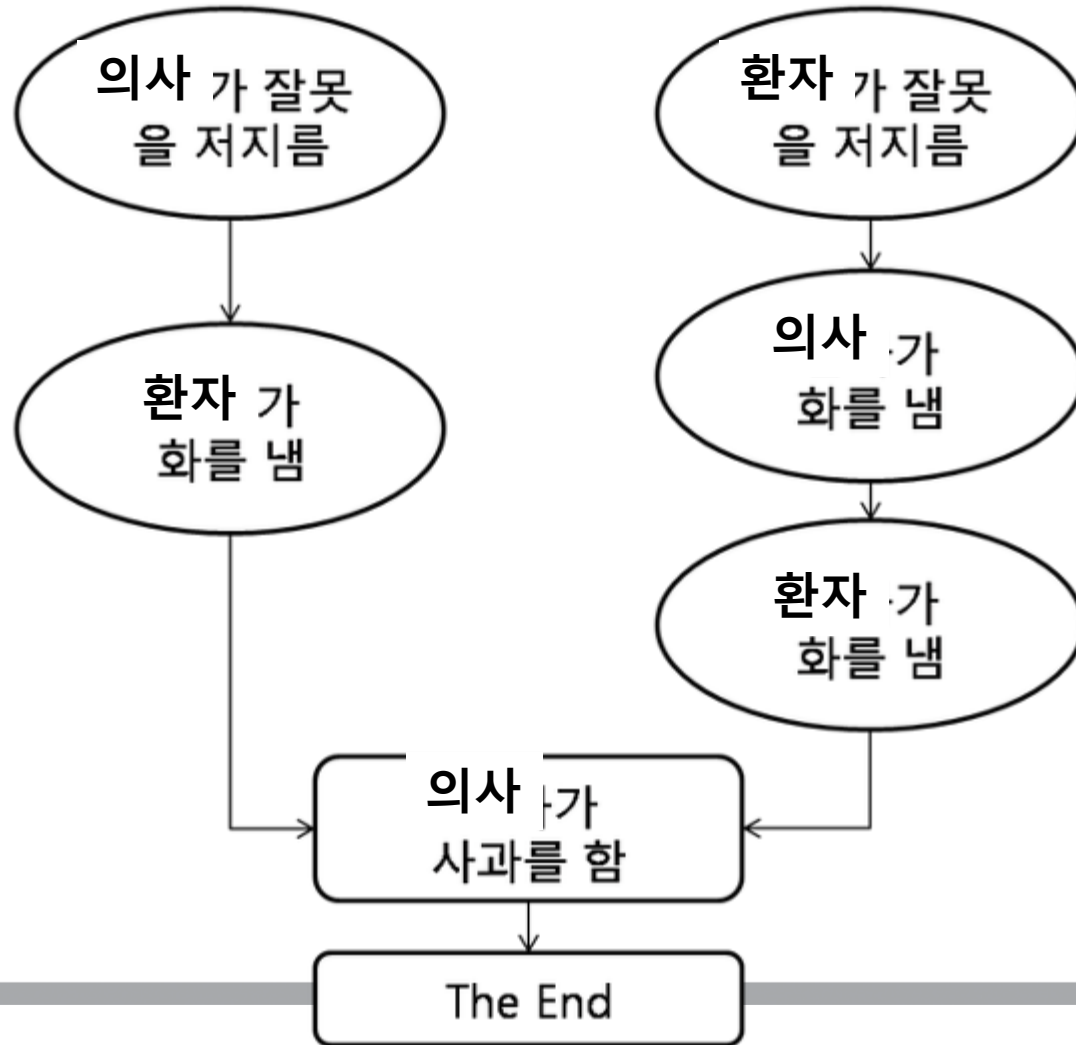 의사 가 잘못
을 저지름
환자 가
화를 냄
환자 가 잘못
을 저지름
의사 가
화를 냄
환자 가
화를 냄
의사 가
사과를 함
The End